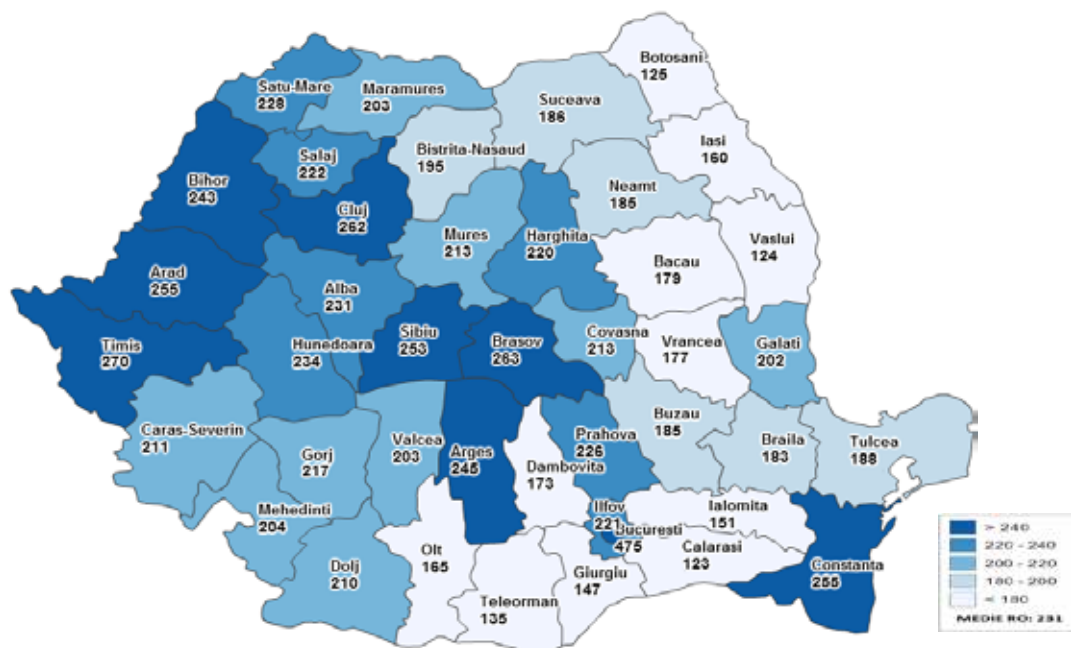 Botosani
125
Satu-Mare
228
Maramures
203
Suceava
186
Iasi
160
Bistrita-Nasaud
195
Salaj
222
Bihor
243
Neamt
185
Cluj
262
Mures
213
Harghita
220
Vaslui
124
Bacau
179
Arad
255
Alba
231
Sibiu
253
Brasov
263
Covasna
213
Hunedoara
234
Timis
270
Vrancea
177
Galati
202
Caras-Severin
211
Buzau
185
Gorj
217
Valcea
203
Arges
245
Prahova
226
Dambovita
173
Braila
183
Tulcea
188
Mehedinti
204
Ilfov
221
Bucuresti
475
Ialomita
151
Calarasi
123
Olt
165
Dolj
210
Giurgiu
147
Teleorman
135
Constanta
255
> 240
220 - 240
200 - 220
180 - 200
< 180
MEDIE RO: 231